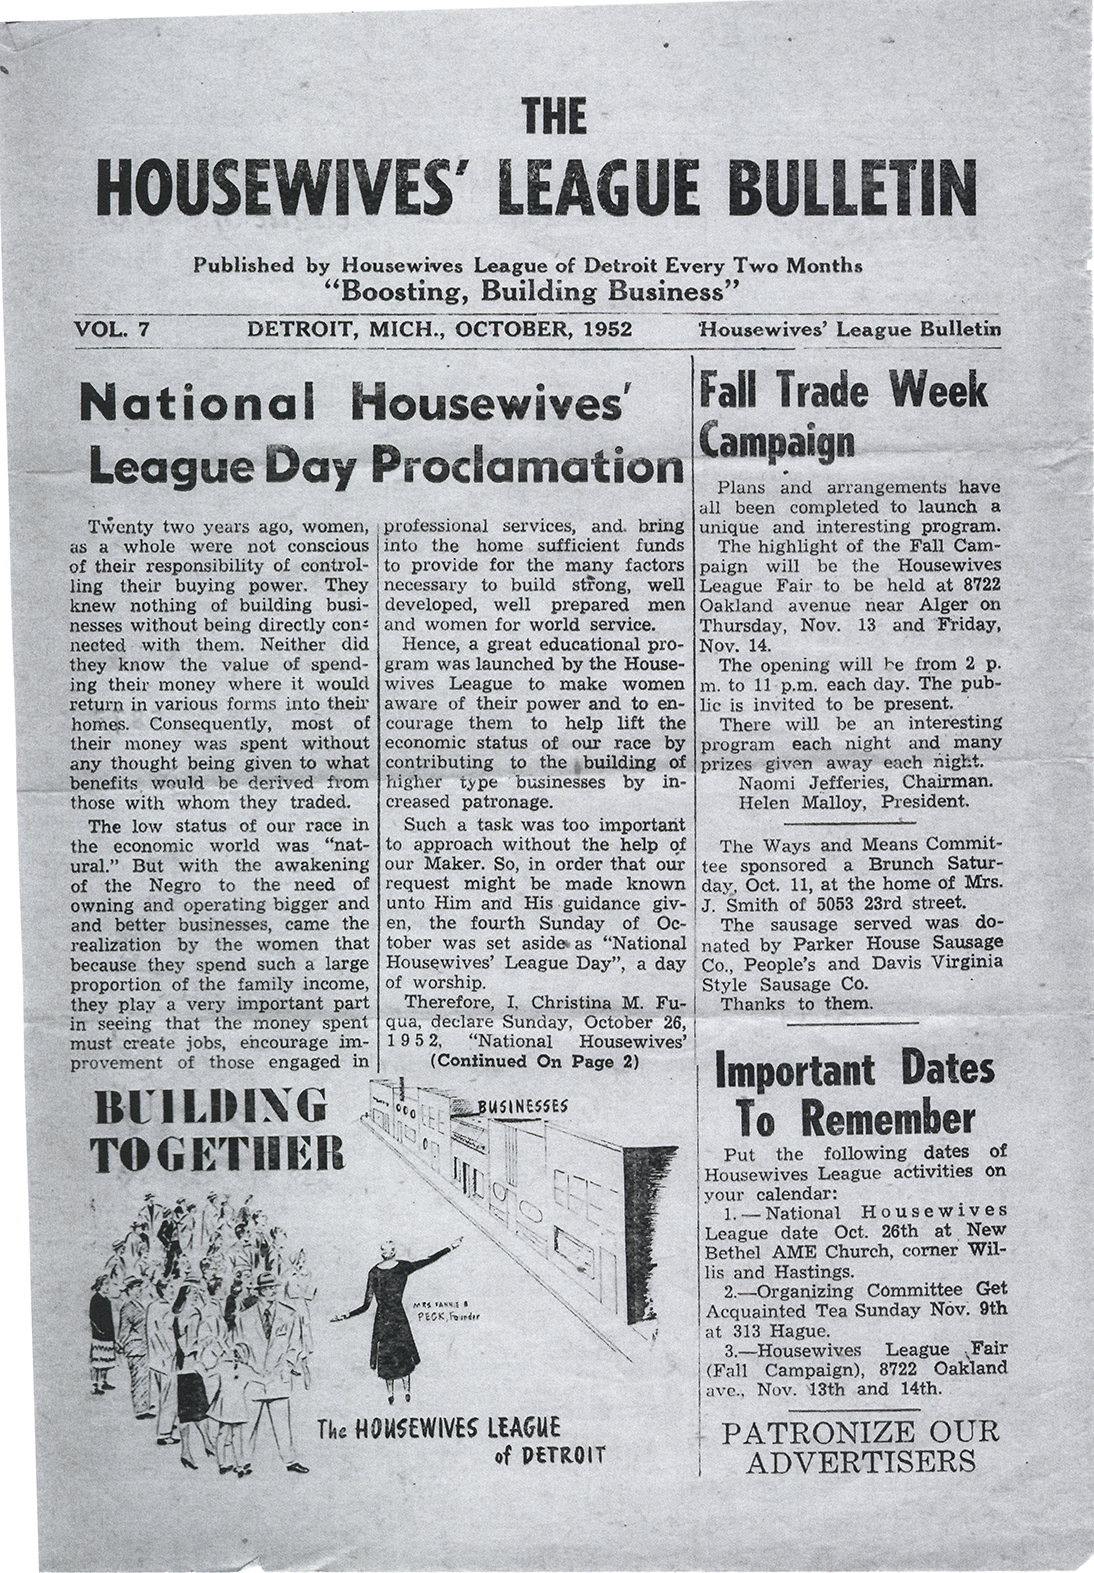 THE
HOUSEWIVES' LEAGUE BULLETIN
Published by Housewives League of Detroit Every Two Months
"Boosting, Building Business"
VOL. 7 DETROIT, MICH., OCTOBER, 1952 'Housewives' League Bulletin
National Housewives'
League Day Proclamation
Twenty two years ago, women,
as a whole were not conscious
of their responsibility of control-
ling their buying power. They
knew nothing of building busi-
nesses without being directly con-
nected with them. Neither did
they know the value of spend-
ing their money where it would
return in various forms into their
homes. Consequently, most of
their money was spent without
any thought being given to what
benefits would be derived from
those with whom they traded.
The low status of our race in
the economic world was "nat-
ural." But with the awakening
of the Negro to the need of
owning and operating bigger and
and better businesses, came the
realization by the women that
because they spend such a large
proportion of the family income,
they play a very important part
in seeing that the money spent
must create jobs, encourage im-
provement of those engaged in
professional services, and bring
into the home sufficient funds
to provide for the many factors
necessary to build strong, well
developed, well prepared men
and women for world service.
Hence, a great educational pro-
gram was launched by the House-
wives League to make women
aware of their power and to en-
courage them to help lift the
economic status of our race by
contributing to the building of
higher type businesses by in-
creased patronage.
Such a task was too important
to approach without the help of
our Maker. So, in order that our
request might be made known
unto Him and His guidance giv-
en, the fourth Sunday of Oc-
tober was set aside as "National
Housewives' League Day", a day
of worship.
Therefore, I, Christina M. Fu-
qua, declare Sunday, October 26,
1952, "National Housewives'
(Continued On Page 2)
BUILDING
TOGETHER
BUSINESSES
MRS FANNIE B
PECK, Founder
The HOUSEWIVES LEAGUE
of DETROIT
Fall Trade Week
Campaign
Plans and arrangements have
all been completed to launch a
unique and interesting program.
The highlight of the Fall Cam-
paign will be the Housewives
League Fair to be held at 8722
Oakland avenue near Alger on
Thursday, Nov. 13 and Friday,
Nov. 14.
The opening will be from 2 p.
m. to 11 p.m. each day. The pub-
lic is invited to be present.
There will be an interesting
program each night and many
prizes given away each night.
Naomi Jefferies, Chairman.
Helen Malloy, President.
The Ways and Means Commit-
tee sponsored a Brunch Satur-
day, Oct. 11, at the home of Mrs.
J. Smith of 5053 23rd street.
The sausage served was do-
nated by Parker House Sausage
Co., People's and Davis Virginia
Style Sausage Co.
Thanks to them.
Important Dates
To Remember
Put the following dates of
Housewives League activities on
your calendar:
1.—National Housewives
League date Oct. 26th at New
Bethel AME Church, corner Wil-
lis and Hastings.
2.—Organizing Committee Get
Acquainted Tea Sunday Nov. 9th
at 313 Hague.
3.—Housewives League Fair
(Fall Campaign), 8722 Oakland
ave., Nov. 13th and 14th.
PATRONIZE OUR
ADVERTISERS